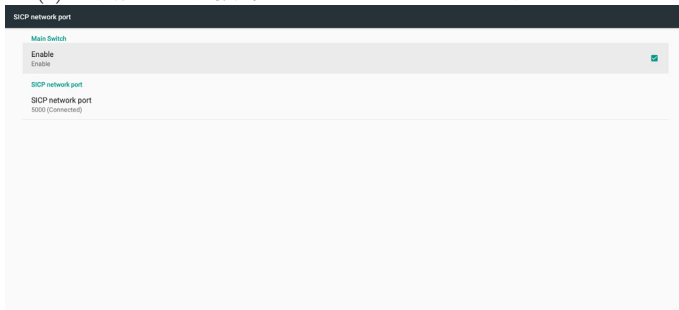 SICP network port
Main Switch
Enable
Enable
SICP network port
SICP network port
5000 (Connected)